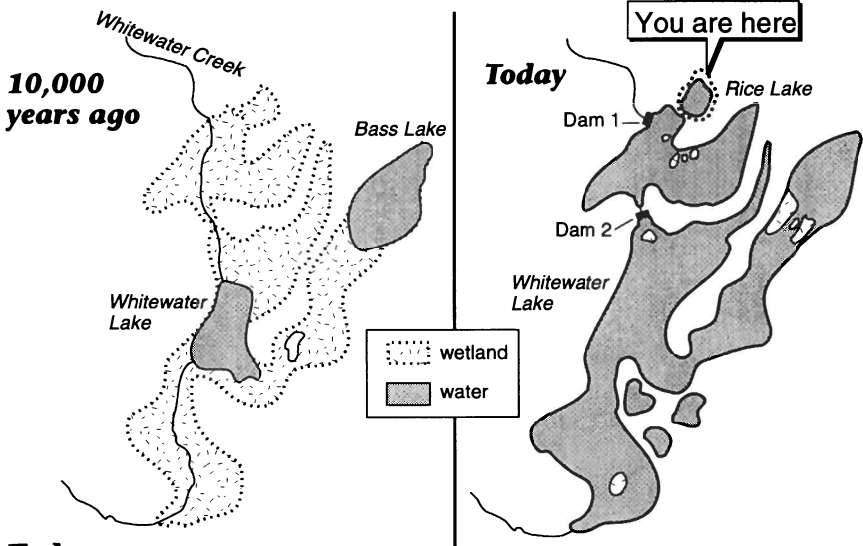 Whitewater Creek
10,000
years ago
Bass Lake
Whitewater
Lake
You are here
Today
Rice Lake
Dam 1
Dam 2
Whitewater
Lake
wetland
water